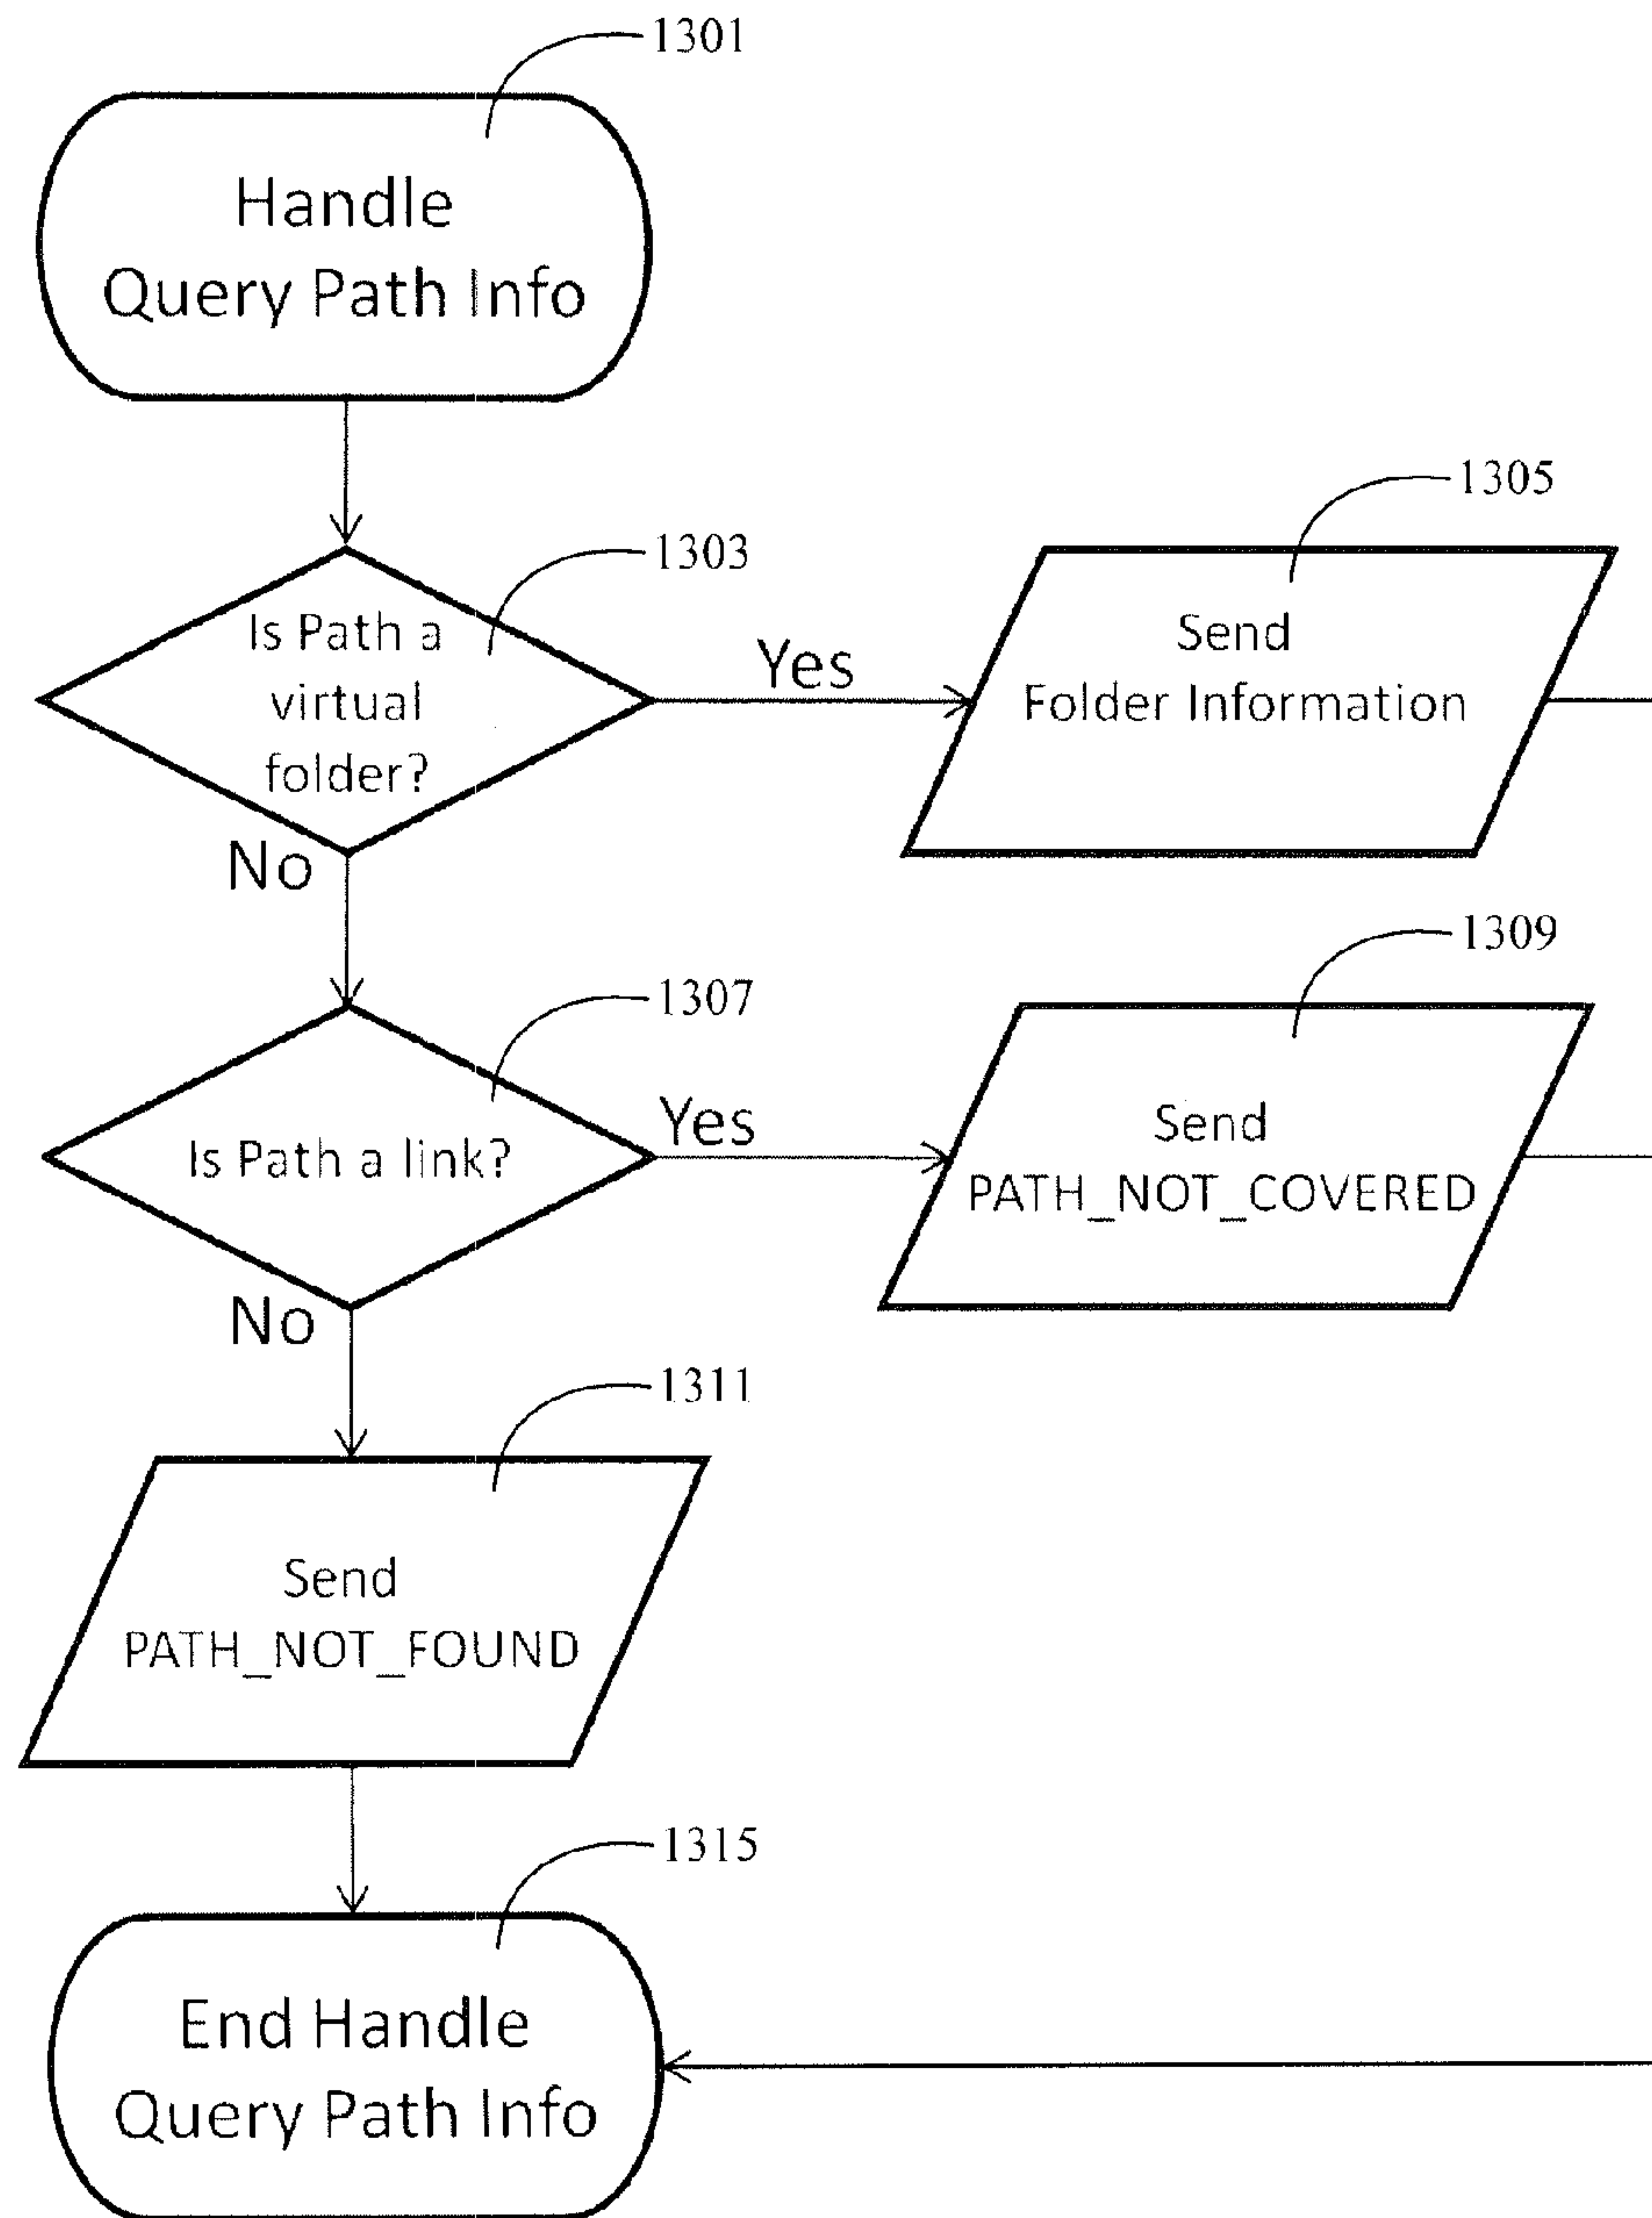 1301
Handle
Query Path Info
1303
Is Path a
virtual
folder?
Yes
1305
Send
Folder Information
No
1307
Is Path a link?
Yes
1309
Send
PATH_NOT_COVERED
No
1311
Send
PATH_NOT_FOUND
1315
End Handle
Query Path Info